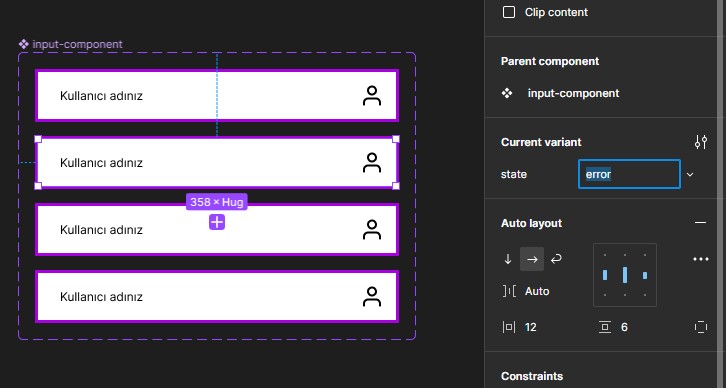 input-component
Kullanıcı adınız
Kullanıcı adınız
358 × Hug
Kullanıcı adınız
Kullanıcı adınız
Clip content
Parent component
input-component
Current variant
state
error
Auto layout
Auto
12
6
Constraints